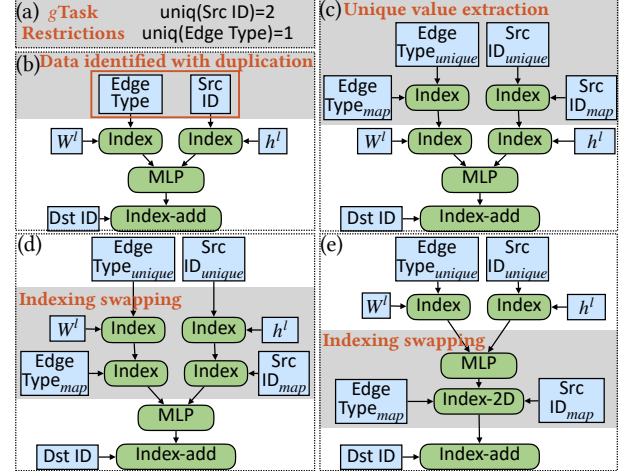 (a) gTask uniq(Src ID)=2
Restrictions uniq(Edge Type)=1
(b) Data identified with duplication
Edge Src
Type ID
W^l Index Index h^l
MLP
Dst ID Index-add
(c) Unique value extraction
Edge Src
Type_unique ID_unique
Edge Src
Type_map Index Index ID_map
W^l Index Index h^l
MLP
Dst ID Index-add
(d)
Edge Src
Type_unique ID_unique
Indexing swapping
W^l Index Index h^l
Edge Src
Type_map Index Index ID_map
MLP
Dst ID Index-add
(e)
Edge Src
Type_unique ID_unique
W^l Index Index h^l
Indexing swapping
MLP
Edge Src
Type_map Index-2D ID_map
Dst ID Index-add